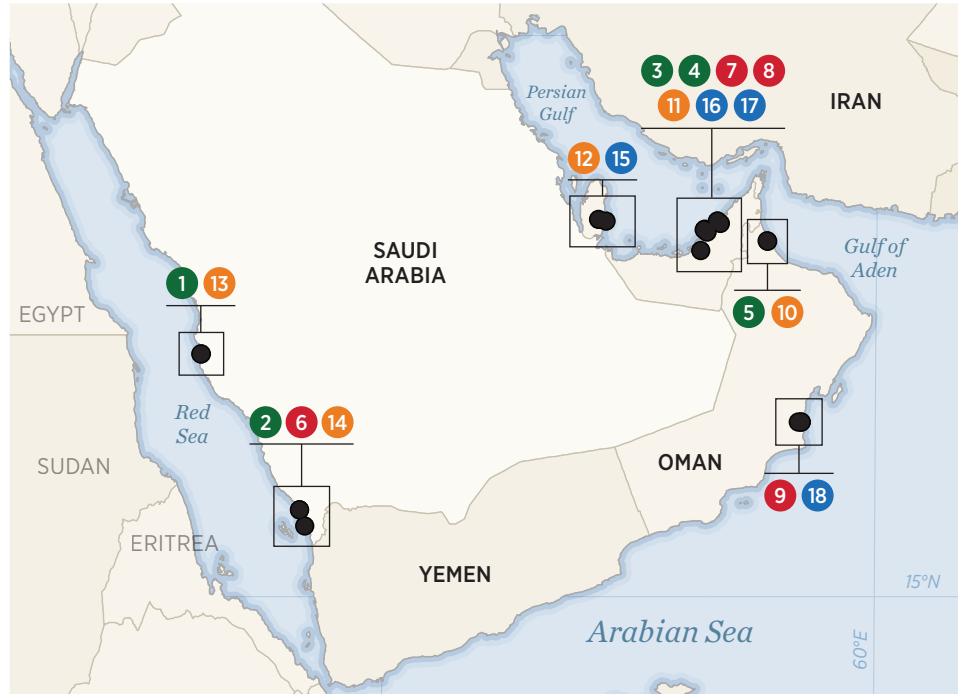 3 4 7 8
11 16 17
IRAN
Persian
Gulf
12 15
SAUDI
ARABIA
Gulf of
Aden
1 13
EGYPT
5 10
Red
Sea
2 6 14
SUDAN
OMAN
9 18
ERITREA
YEMEN
15°N
Arabian Sea
60°E